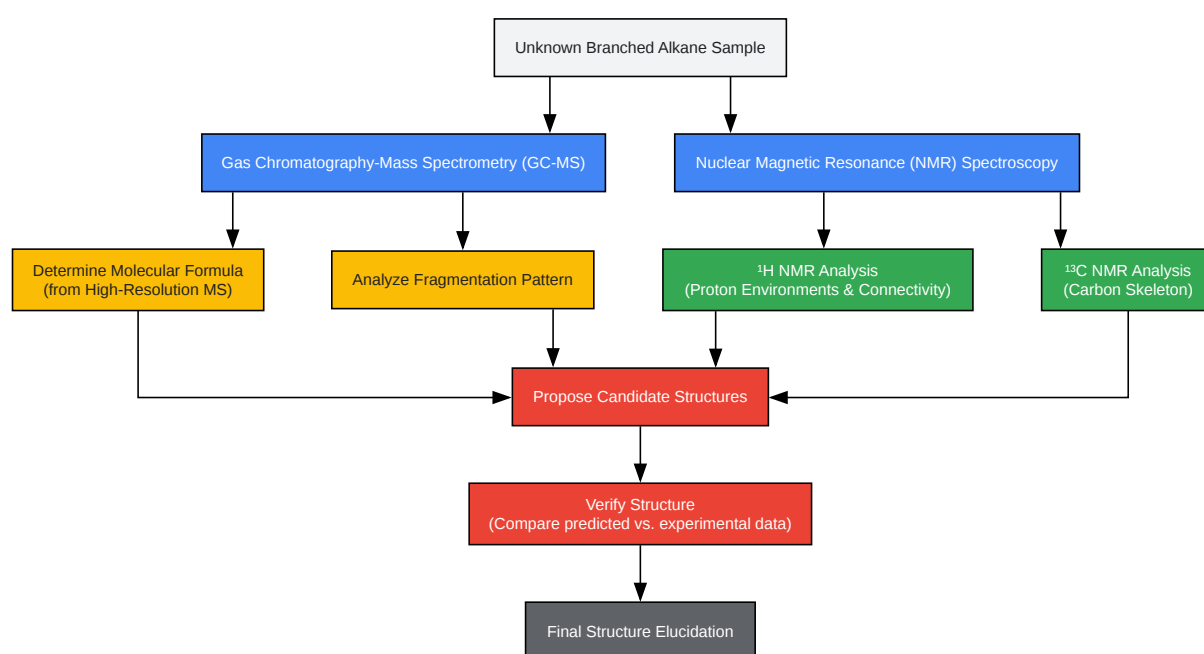 Unknown Branched Alkane Sample
Gas Chromatography-Mass Spectrometry (GC-MS)
Nuclear Magnetic Resonance (NMR) Spectroscopy
Determine Molecular Formula
(from High-Resolution MS)
Analyze Fragmentation Pattern
¹H NMR Analysis
(Proton Environments & Connectivity)
¹³C NMR Analysis
(Carbon Skeleton)
Propose Candidate Structures
Verify Structure
(Compare predicted vs. experimental data)
Final Structure Elucidation